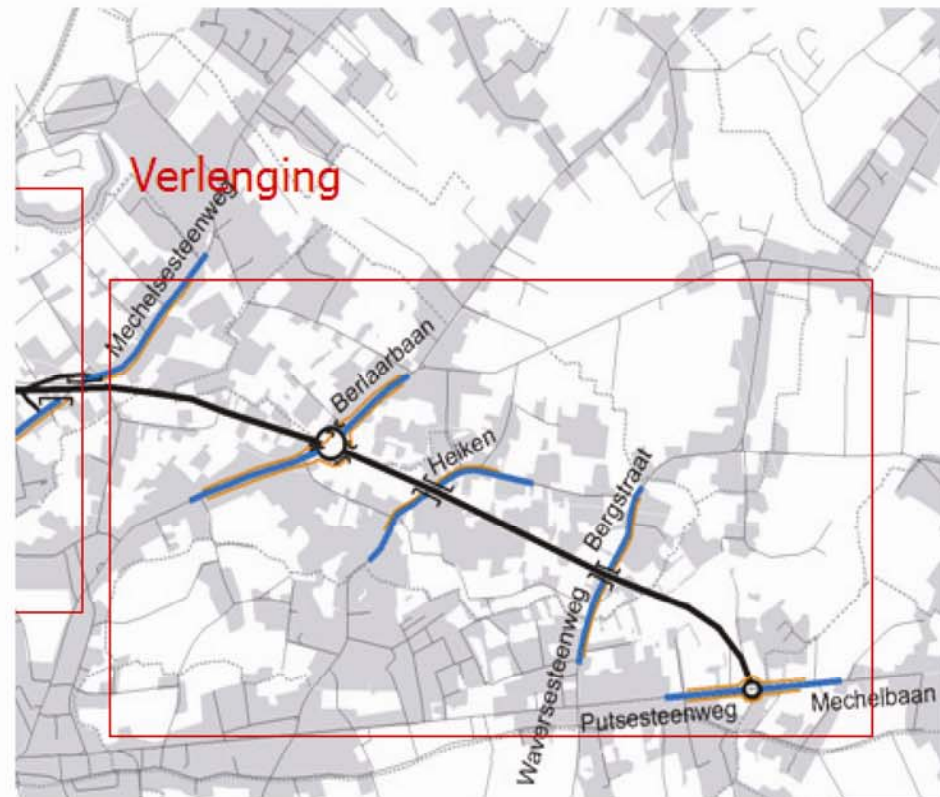 Verlenging
Mechelsesteenweg
Berlaarbaan
Heiken
Bergstraat
Waversesteenweg
Putsesteenweg
Mechelbaan